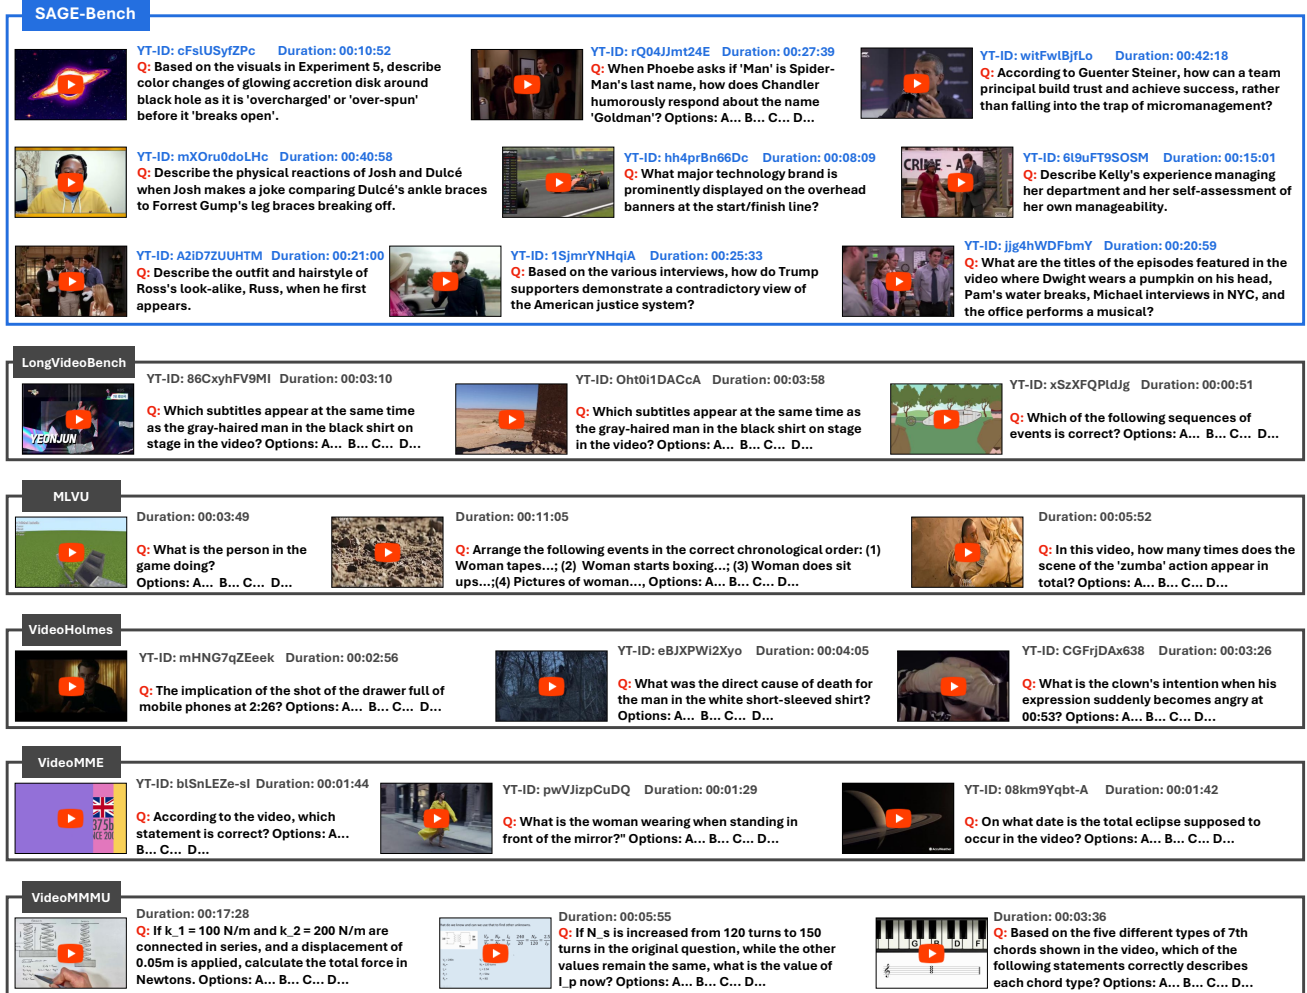 SAGE-Bench
YT-ID: cFslUSyfZPc Duration: 00:10:52
Q: Based on the visuals in Experiment 5, describe
color changes of glowing accretion disk around
black hole as it is 'overcharged' or 'over-spun'
before it 'breaks open'.
YT-ID: rQ04JJmt24E Duration: 00:27:39
Q: When Phoebe asks if 'Man' is Spider-
Man's last name, how does Chandler
humorously respond about the name
'Goldman'? Options: A... B... C... D...
YT-ID: witFwlBjfLo Duration: 00:42:18
Q: According to Guenter Steiner, how can a team
principal build trust and achieve success, rather
than falling into the trap of micromanagement?
YT-ID: mXOru0doLHc Duration: 00:40:58
Q: Describe the physical reactions of Josh and Dulcé
when Josh makes a joke comparing Dulcé's ankle braces
to Forrest Gump's leg braces breaking off.
YT-ID: hh4prBn66Dc Duration: 00:08:09
Q: What major technology brand is
prominently displayed on the overhead
banners at the start/finish line?
CRIME - A
YT-ID: 6l9uFT9SOSM Duration: 00:15:01
Q: Describe Kelly's experience managing
her department and her self-assessment of
her own manageability.
YT-ID: A2iD7ZUUHTM Duration: 00:21:00
Q: Describe the outfit and hairstyle of
Ross's look-alike, Russ, when he first
appears.
YT-ID: 1SjmrYNHqiA Duration: 00:25:33
Q: Based on the various interviews, how do Trump
supporters demonstrate a contradictory view of
the American justice system?
YT-ID: jjg4hWDFbmY Duration: 00:20:59
Q: What are the titles of the episodes featured in the
video where Dwight wears a pumpkin on his head,
Pam's water breaks, Michael interviews in NYC, and
the office performs a musical?
LongVideoBench
YEONJUN
YT-ID: 86CxyhFV9MI Duration: 00:03:10
Q: Which subtitles appear at the same time
as the gray-haired man in the black shirt on
stage in the video? Options: A... B... C... D...
YT-ID: Oht0i1DACcA Duration: 00:03:58
Q: Which subtitles appear at the same time as
the gray-haired man in the black shirt on stage
in the video? Options: A... B... C... D...
YT-ID: xSzXFQPldJg Duration: 00:00:51
Q: Which of the following sequences of
events is correct? Options: A... B... C... D...
MLVU
Duration: 00:03:49
Q: What is the person in the
game doing?
Options: A... B... C... D...
Duration: 00:11:05
Q: Arrange the following events in the correct chronological order: (1)
Woman tapes...; (2) Woman starts boxing...; (3) Woman does sit
ups...;(4) Pictures of woman..., Options: A... B... C... D...
Duration: 00:05:52
Q: In this video, how many times does the
scene of the 'zumba' action appear in
total? Options: A... B... C... D...
VideoHolmes
YT-ID: mHNG7qZEeek Duration: 00:02:56
Q: The implication of the shot of the drawer full of
mobile phones at 2:26? Options: A... B... C... D...
YT-ID: eBJXPWi2Xyo Duration: 00:04:05
Q: What was the direct cause of death for
the man in the white short-sleeved shirt?
Options: A... B... C... D...
YT-ID: CGFrjDAx638 Duration: 00:03:26
Q: What is the clown's intention when his
expression suddenly becomes angry at
00:53? Options: A... B... C... D...
VideoMME
375b
NCE 200
YT-ID: blSnLEZe-sI Duration: 00:01:44
Q: According to the video, which
statement is correct? Options: A...
B... C... D...
YT-ID: pwVJizpCuDQ Duration: 00:01:29
Q: What is the woman wearing when standing in
front of the mirror?" Options: A... B... C... D...
YT-ID: 08km9Yqbt-A Duration: 00:01:42
Q: On what date is the total eclipse supposed to
occur in the video? Options: A... B... C... D...
VideoMMMU
Duration: 00:17:28
Q: If k_1 = 100 N/m and k_2 = 200 N/m are
connected in series, and a displacement of
0.05m is applied, calculate the total force in
Newtons. Options: A... B... C... D...
Duration: 00:05:55
Q: If N_s is increased from 120 turns to 150
turns in the original question, while the other
values remain the same, what is the value of
I_p now? Options: A... B... C... D...
G B D F
Duration: 00:03:36
Q: Based on the five different types of 7th
chords shown in the video, which of the
following statements correctly describes
each chord type? Options: A... B... C... D...